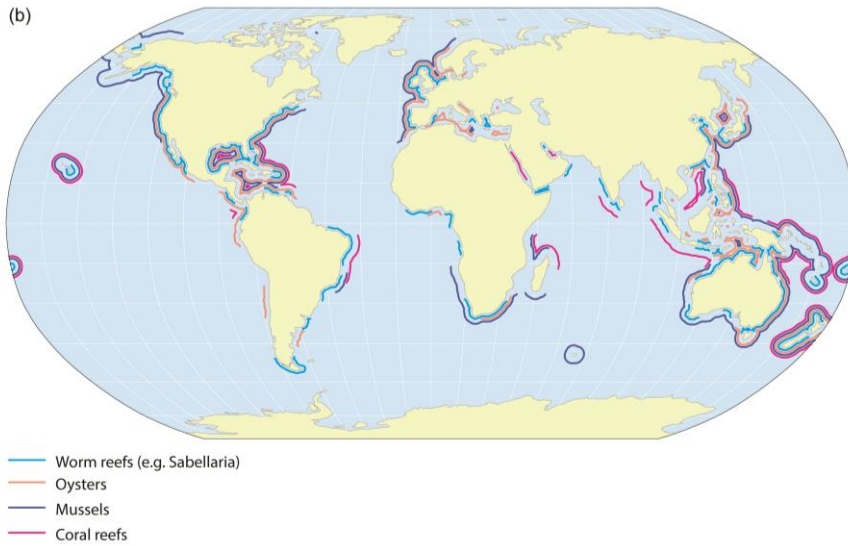 (b)
Worm reefs (e.g. Sabellaria)
Oysters
Mussels
Coral reefs